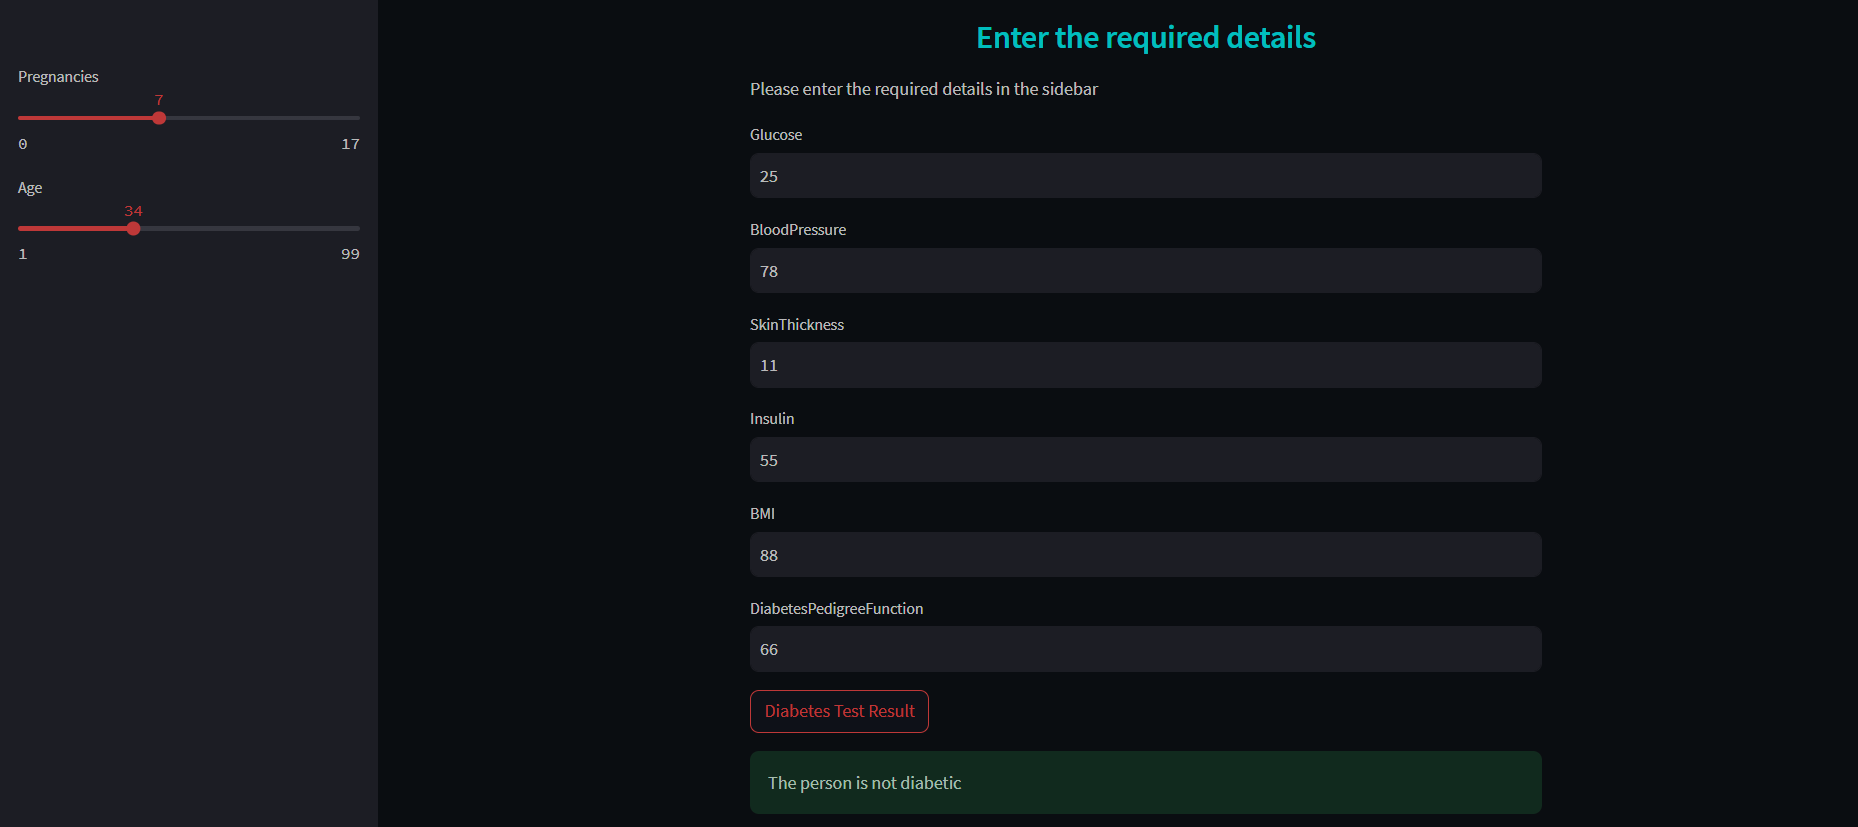 Pregnancies
7
0 17
Age
34
1 99
Enter the required details
Please enter the required details in the sidebar
Glucose
25
BloodPressure
78
SkinThickness
11
Insulin
55
BMI
88
DiabetesPedigreeFunction
66
Diabetes Test Result
The person is not diabetic